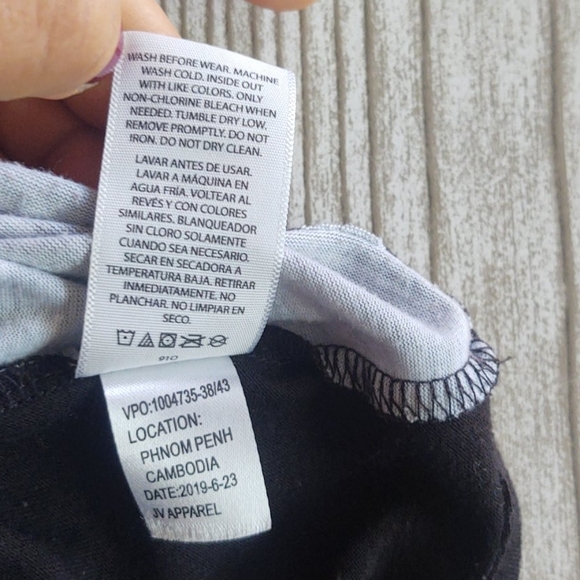 WASH BEFORE WEAR. MACHINE
WASH COLD. INSIDE OUT
WITH LIKE COLORS. ONLY
NON-CHLORINE BLEACH WHEN
NEEDED. TUMBLE DRY LOW.
REMOVE PROMPTLY. DO NOT
IRON. DO NOT DRY CLEAN.
LAVAR ANTES DE USAR.
LAVAR A MÁQUINA EN
AGUA FRÍA. VOLTEAR AL
REVÉS Y CON COLORES
SIMILARES. BLANQUEADOR
SIN CLORO SOLAMENTE
CUANDO SEA NECESARIO.
SECAR EN SECADORA A
TEMPERATURA BAJA. RETIRAR
INMEDIATAMENTE. NO
PLANCHAR. NO LIMPIAR EN
SECO.
VPO:1004735-38/43
LOCATION:
PHNOM PENH
CAMBODIA
DATE:2019-6-23
JV APPAREL